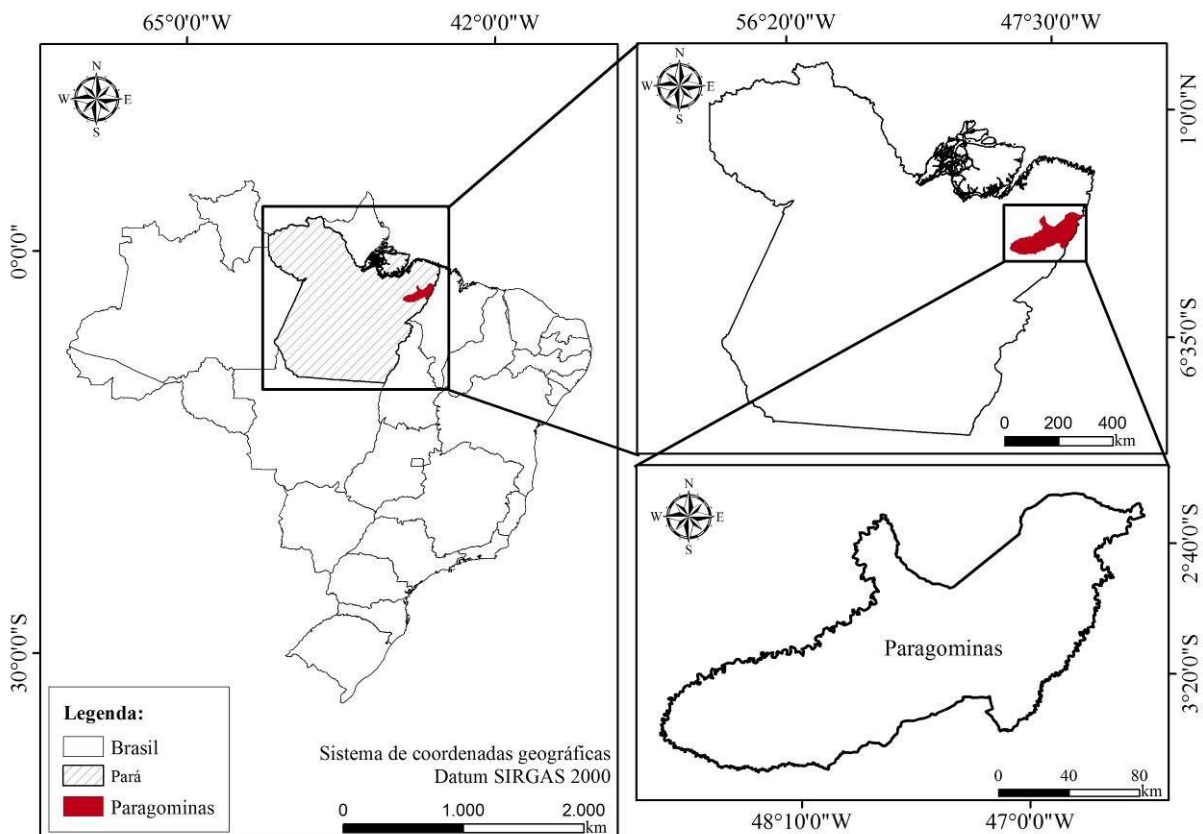 65°0'0"W
42°0'0"W
56°20'0"W
47°30'0"W
N
W
E
S
N
W
E
S
1°0'0"N
0°0'0"
6°35'0"S
0 200 400
km
N
W
E
S
2°40'0"S
Paragominas
3°20'0"S
30°0'0"S
Legenda:
Brasil
Pará
Paragominas
Sistema de coordenadas geográficas
Datum SIRGAS 2000
0 1.000 2.000
km
0 40 80
km
48°10'0"W
47°0'0"W